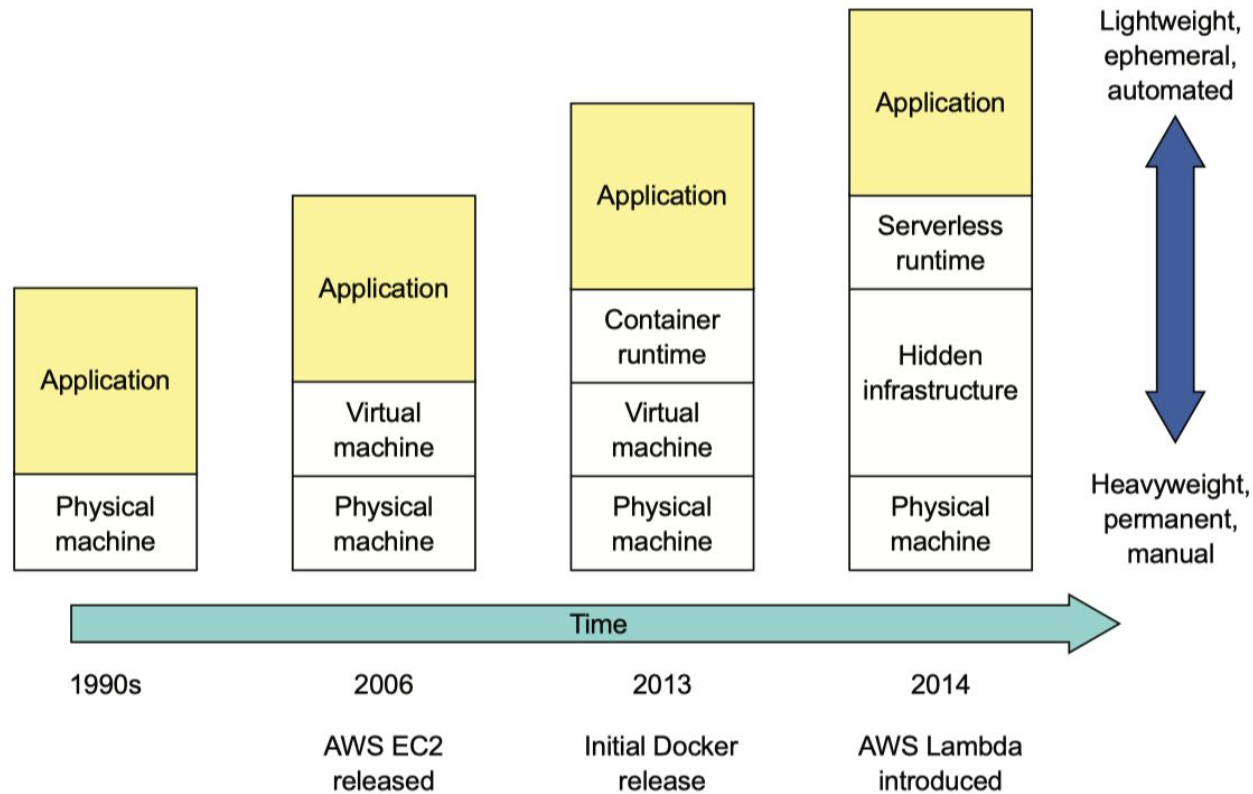 Application
Physical
machine
Application
Virtual
machine
Physical
machine
Application
Container
runtime
Virtual
machine
Physical
machine
Application
Serverless
runtime
Hidden
infrastructure
Physical
machine
Lightweight,
ephemeral,
automated
Heavyweight,
permanent,
manual
Time
1990s
2006
AWS EC2
released
2013
Initial Docker
release
2014
AWS Lambda
introduced